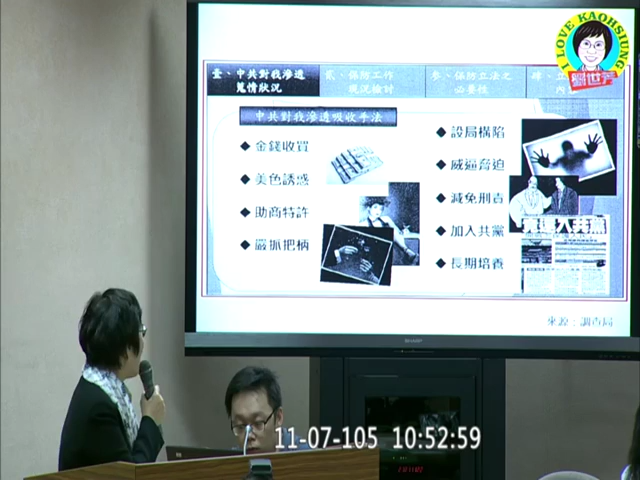 I LOVE KAOHSIUNG
壹、中共對我滲透
蒐情狀況
貳、保防工作
現況檢討
參、保防立法之
必要性
中共對我滲透吸收手法
◆ 金錢收買
◆ 美色誘惑
◆ 助商特許
◆ 嚴抓把柄
◆ 設局構陷
◆ 威逼脅迫
◆ 減免刑責
◆ 加入共黨
◆ 長期培養
入共黨
來源：調查局
SHARP
11-07-105 10:52:59